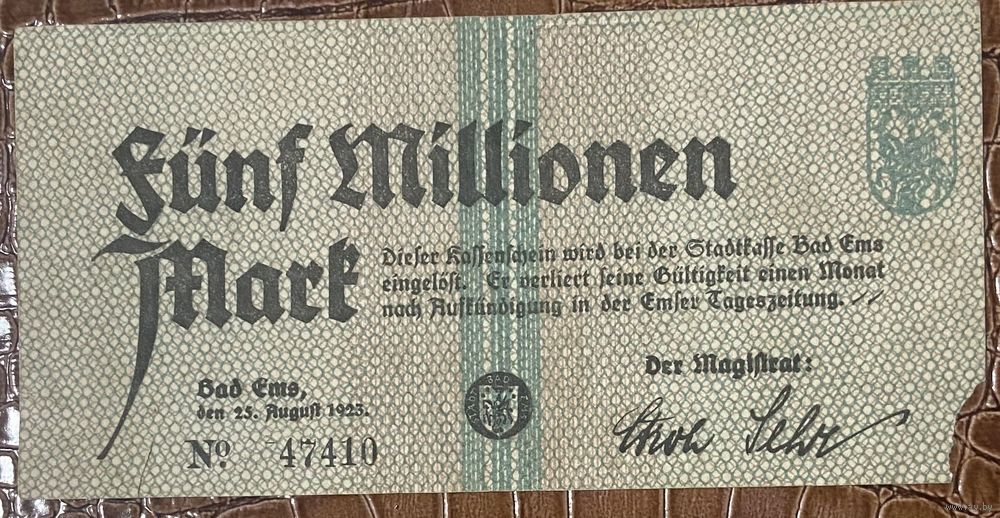 Fünf Millionen
Mark
Dieser Kassenschein wird bei der Stadtkasse Bad Ems
eingelöst. Er verliert seine Gültigkeit einen Monat
nach Aufkündigung in der Emser Tageszeitung.
Der Magistrat:
Bad Ems,
den 25. August 1923.
No. 47410
BAD